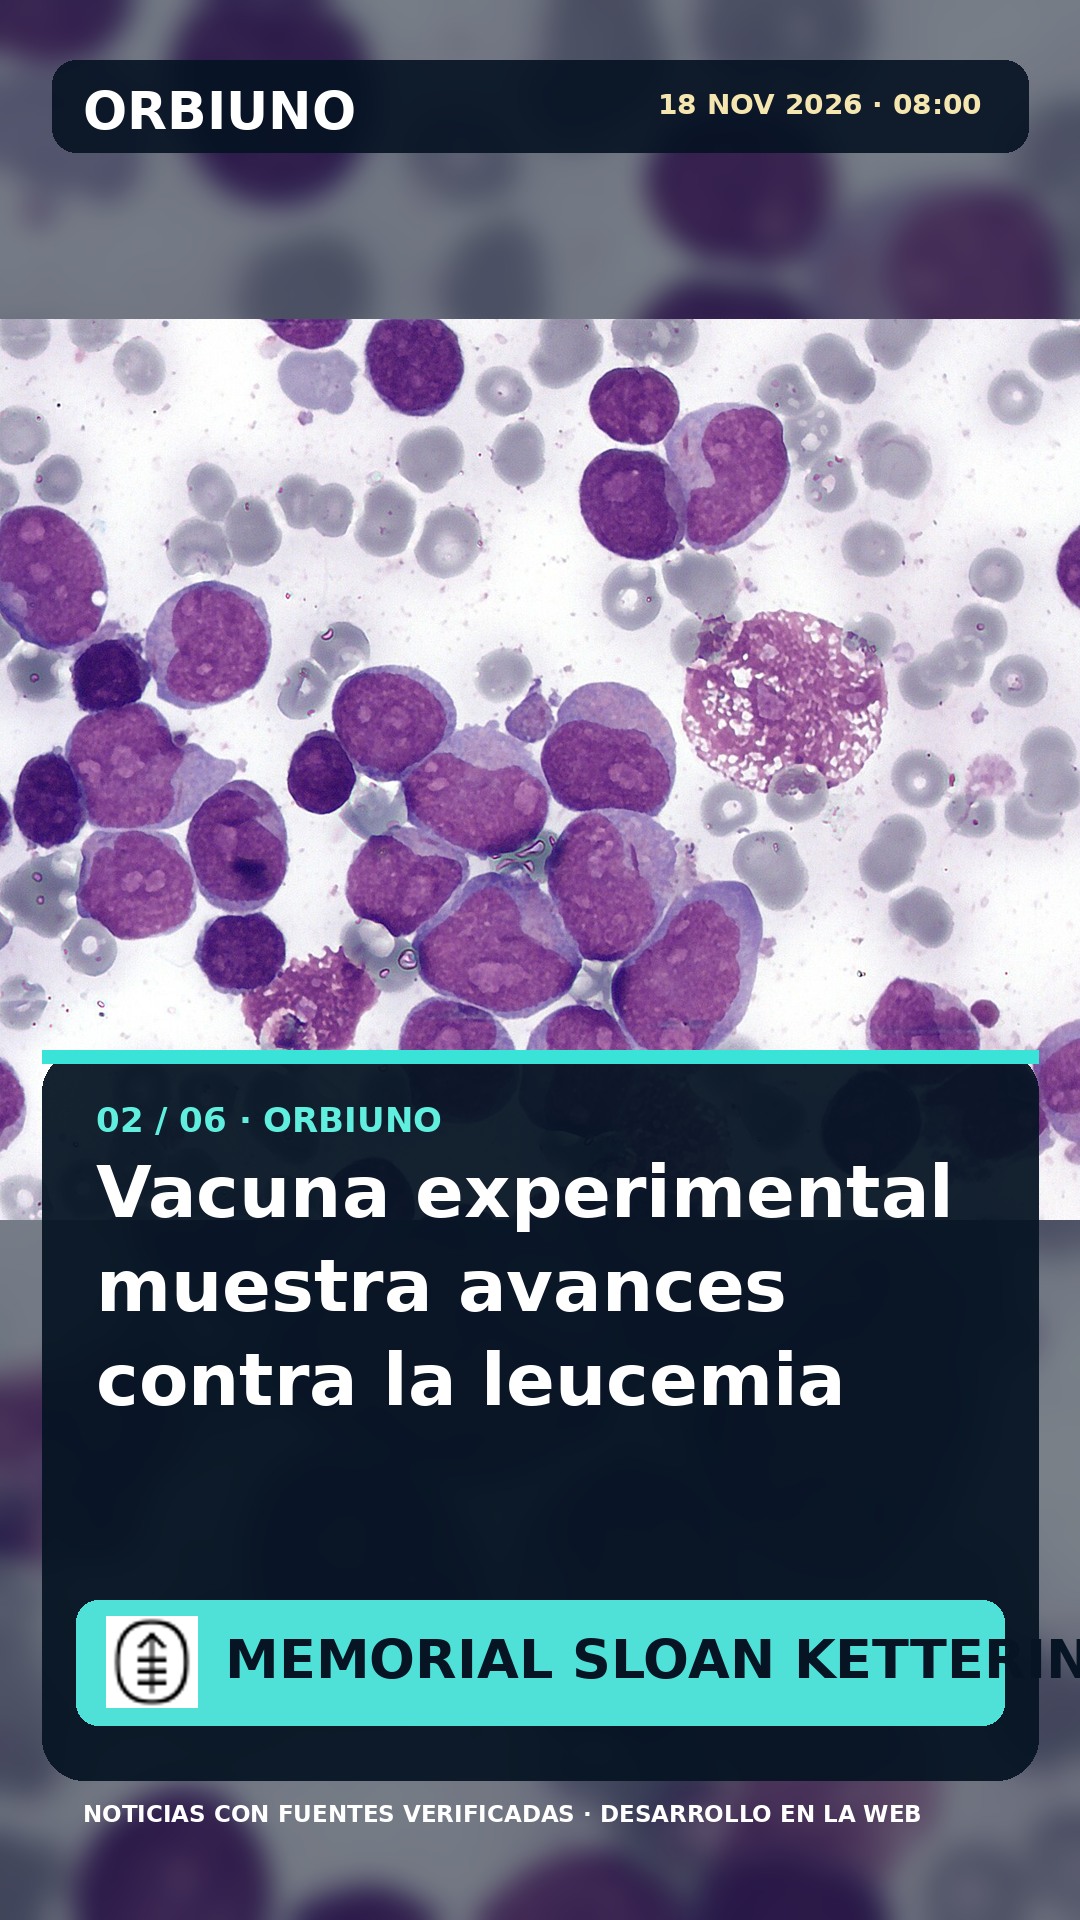 ORBIUNO
18 NOV 2026 · 08:00
02 / 06 · ORBIUNO
Vacuna experimental
muestra avances
contra la leucemia
MEMORIAL SLOAN KETTERIN
NOTICIAS CON FUENTES VERIFICADAS · DESARROLLO EN LA WEB